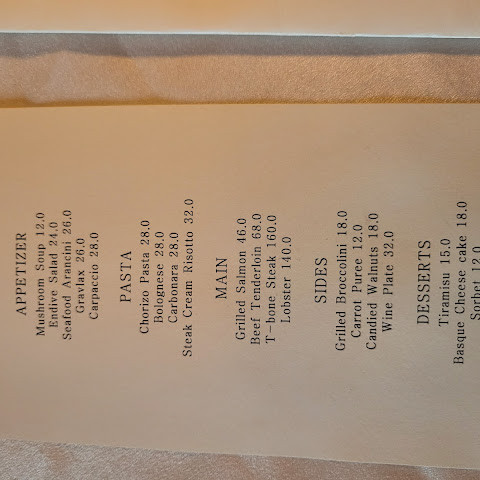 APPETIZER
Mushroom Soup 12.0
Endive Salad 24.0
Seafood Arancini 26.0
Gravlax 26.0
Carpaccio 28.0
PASTA
Chorizo Pasta 28.0
Bolognese 28.0
Carbonara 28.0
Steak Cream Risotto 32.0
MAIN
Grilled Salmon 46.0
Beef Tenderloin 68.0
T-bone Steak 160.0
Lobster 140.0
SIDES
Grilled Broccolini 18.0
Carrot Puree 12.0
Candied Walnuts 18.0
Wine Plate 32.0
DESSERTS
Tiramisu 15.0
Basque Cheese cake 18.0
Sorbet 12.0